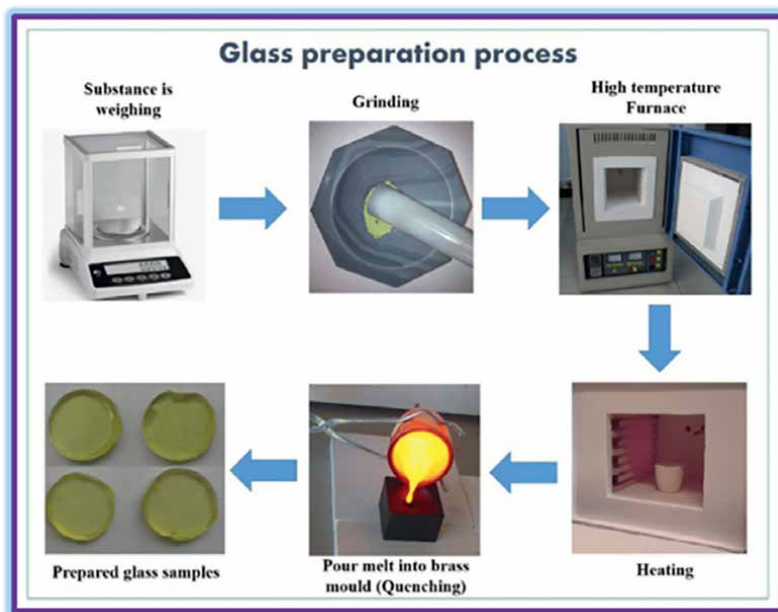 Glass preparation process
Substance is
weighing
Grinding
High temperature
Furnace
Prepared glass samples
Pour melt into brass
mould (Quenching)
Heating